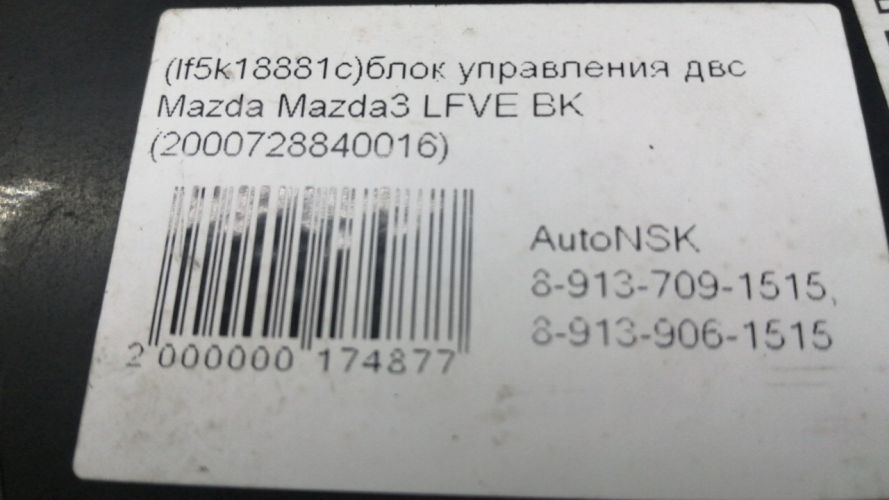 (lf5k18881c)блок управления двс
Mazda Mazda3 LFVE BK
(2000728840016)
AutoNSK
8-913-709-1515,
8-913-906-1515
2 000000 174877